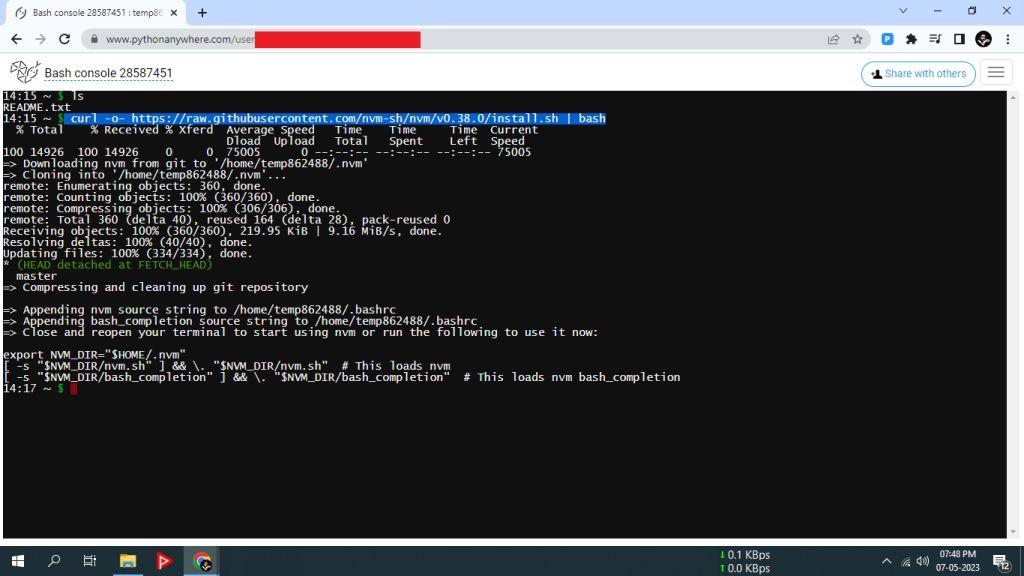 Bash console 28587451 : temp86
www.pythonanywhere.com/user
Bash console 28587451
Share with others
14:15 ~ $ ls
README.txt
14:15 ~ $ curl -o- https://raw.githubusercontent.com/nvm-sh/nvm/v0.38.0/install.sh | bash
% Total % Received % Xferd Average Speed Time Time Time Current
Dload Upload Total Spent Left Speed
100 14926 100 14926 0 0 75005 0 --:--:-- --:--:-- --:--:-- 75005
=> Downloading nvm from git to '/home/temp862488/.nvm'
=> Cloning into '/home/temp862488/.nvm'...
remote: Enumerating objects: 360, done.
remote: Counting objects: 100% (360/360), done.
remote: Compressing objects: 100% (306/306), done.
remote: Total 360 (delta 40), reused 164 (delta 28), pack-reused 0
Receiving objects: 100% (360/360), 219.95 KiB | 9.16 MiB/s, done.
Resolving deltas: 100% (40/40), done.
Updating files: 100% (334/334), done.
* (HEAD detached at FETCH_HEAD)
master
=> Compressing and cleaning up git repository
=> Appending nvm source string to /home/temp862488/.bashrc
=> Appending bash_completion source string to /home/temp862488/.bashrc
=> Close and reopen your terminal to start using nvm or run the following to use it now:
export NVM_DIR="$HOME/.nvm"
[ -s "$NVM_DIR/nvm.sh" ] && \. "$NVM_DIR/nvm.sh" # This loads nvm
[ -s "$NVM_DIR/bash_completion" ] && \. "$NVM_DIR/bash_completion" # This loads nvm bash_completion
14:17 ~ $
0.1 KBps
0.0 KBps
07:48 PM
07-05-2023
12